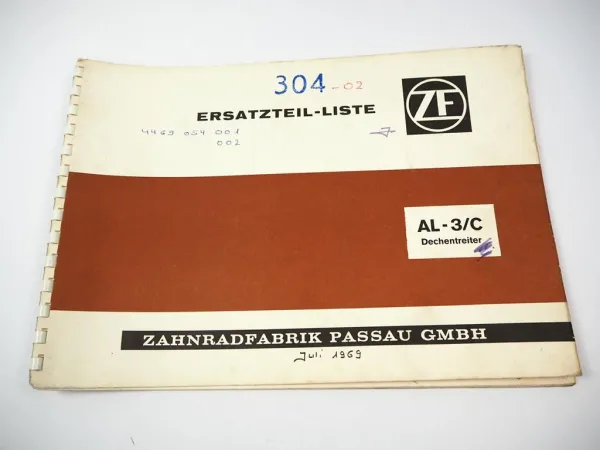 304-02
ERSATZTEIL-LISTE
ZF
4469 054 001
002
AL-3/C
Dechentreiter
ZAHNRADFABRIK PASSAU GMBH
Juli 1969